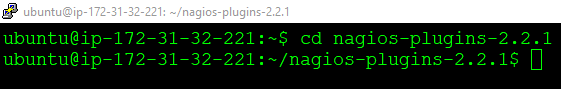 ubuntu@ip-172-31-32-221: ~/nagios-plugins-2.2.1
ubuntu@ip-172-31-32-221:~$ cd nagios-plugins-2.2.1
ubuntu@ip-172-31-32-221:~/nagios-plugins-2.2.1$